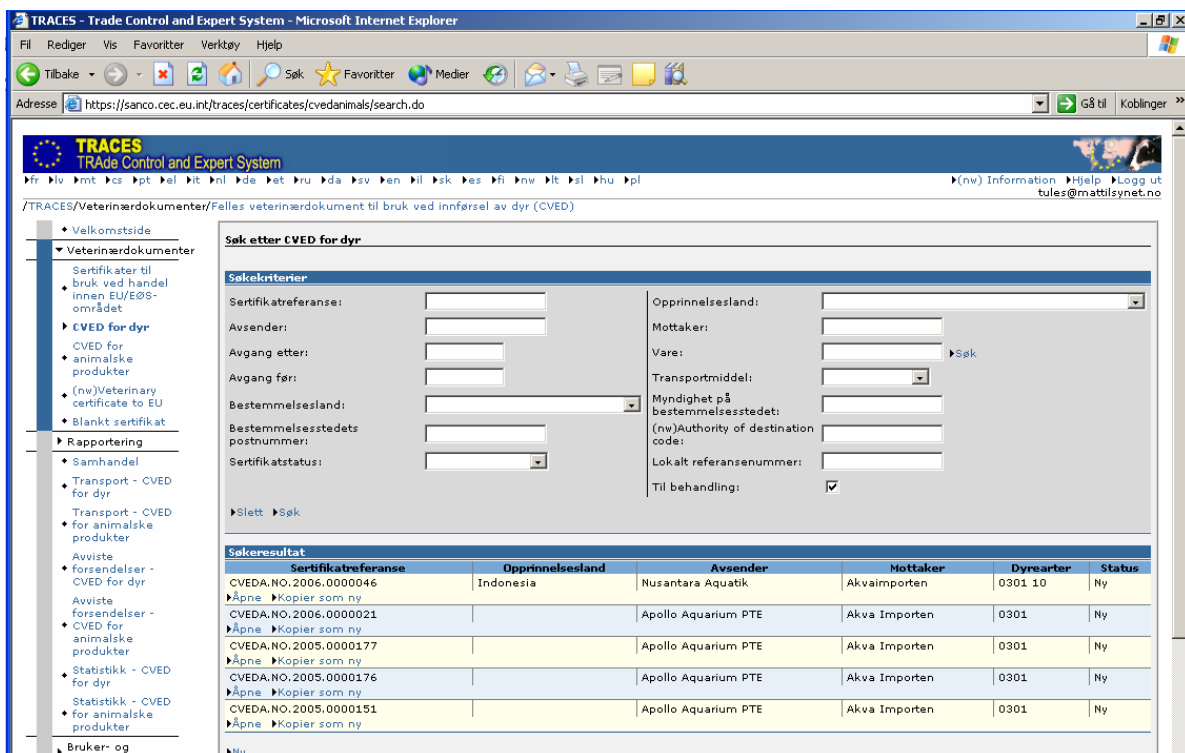 TRACES - Trade Control and Expert System - Microsoft Internet Explorer
Fil Rediger Vis Favoritter Verktøy Hjelp
Tilbake Søk Favoritter Medier
Adresse https://sanco.cec.eu.int/traces/certificates/cvedanimals/search.do Gå til Koblinger »
TRACES
TRAde Control and Expert System
fr lv mt cs pt el it nl de et ru da sv en il sk es fi nw lt sl hu pl (nw) Information Hjelp Logg ut
tules@mattilsynet.no
/TRACES/Veterinærdokumenter/Felles veterinærdokument til bruk ved innførsel av dyr (CVED)
Velkomstside
Veterinærdokumenter
Sertifikater til
bruk ved handel
innen EU/EØS-
området
CVED for dyr
CVED for
animalske
produkter
(nw)Veterinary
certificate to EU
Blankt sertifikat
Rapportering
Samhandel
Transport - CVED
for dyr
Transport - CVED
for animalske
produkter
Avviste
forsendelser -
CVED for dyr
Avviste
forsendelser -
CVED for
animalske
produkter
Statistikk - CVED
for dyr
Statistikk - CVED
for animalske
produkter
Bruker- og
Søk etter CVED for dyr
Søkekriterier
Sertifikatreferanse: Opprinnelsesland:
Avsender: Mottaker:
Avgang etter: Vare: Søk
Avgang før: Transportmiddel:
Bestemmelsesland: Myndighet på
bestemmelsesstedet:
Bestemmelsesstedets
postnummer: (nw)Authority of destination
code:
Sertifikatstatus: Lokalt referansenummer:
Til behandling:
Slett Søk
Søkeresultat
Sertifikatreferanse Opprinnelsesland Avsender Mottaker Dyrearter Status
CVEDA.NO.2006.0000046 Indonesia Nusantara Aquatik Akvaimporten 0301 10 Ny
Åpne Kopier som ny
CVEDA.NO.2006.0000021 Apollo Aquarium PTE Akva Importen 0301 Ny
Åpne Kopier som ny
CVEDA.NO.2005.0000177 Apollo Aquarium PTE Akva Importen 0301 Ny
Åpne Kopier som ny
CVEDA.NO.2005.0000176 Apollo Aquarium PTE Akva Importen 0301 Ny
Åpne Kopier som ny
CVEDA.NO.2005.0000151 Apollo Aquarium PTE Akva Importen 0301 Ny
Åpne Kopier som ny
Ny